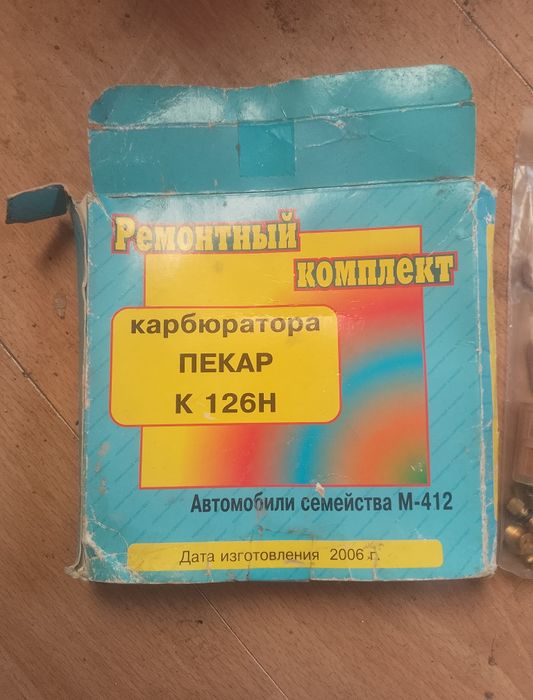 Ремонтный
комплект
карбюратора
ПЕКАР
К 126Н
Автомобили семейства М-412
Дата изготовления 2006 г.